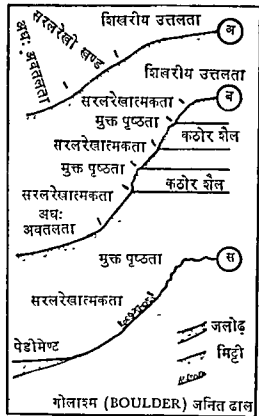 शिखरीय उत्तलता
अ
सरलरेखी खण्ड
अधः अवतलता
शिखरीय उत्तलता
ब
सरलरेखात्मकता
मुक्त पृष्ठता
कठोर शैल
सरलरेखात्मकता
मुक्त पृष्ठता
कठोर शैल
सरलरेखात्मकता
अधः
अवतलता
मुक्त पृष्ठता
स
सरलरेखात्मकता
जलोढ़
पेडीमेण्ट
मिट्टी
गोलाश्म (BOULDER) जनित ढाल